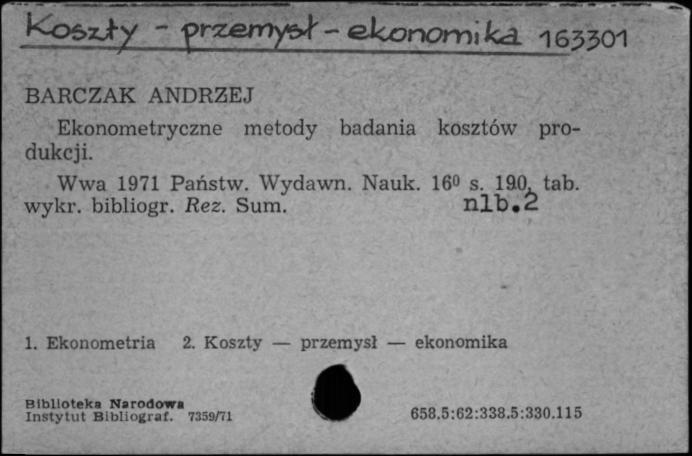 Koszty - przemysł - ekonomika 163301
BARCZAK ANDRZEJ
Ekonometryczne metody badania kosztów pro-
dukcji.
Wwa 1971 Państw. Wydawn. Nauk. 16⁰ s. 190, tab.
wykr. bibliogr. Rez. Sum. nlb.2
1. Ekonometria 2. Koszty — przemysł — ekonomika
Biblioteka Narodowa
Instytut Bibliograf. 7359/71
658.5:62:338.5:330.115